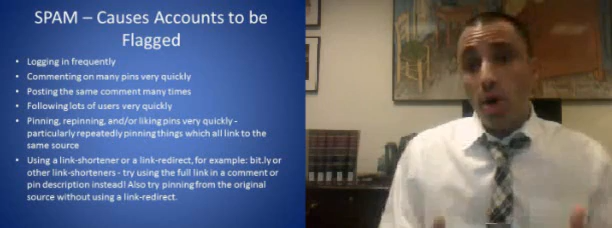 SPAM – Causes Accounts to be
Flagged
• Logging in frequently
• Commenting on many pins very quickly
• Posting the same comment many times
• Following lots of users very quickly
• Pinning, repinning, and/or liking pins very quickly -
particularly repeatedly pinning things which all link to the
same source
• Using a link-shortener or a link-redirect, for example: bit.ly or
other link-shorteners - try using the full link in a comment or
pin description instead! Also try pinning from the original
source without using a link-redirect.